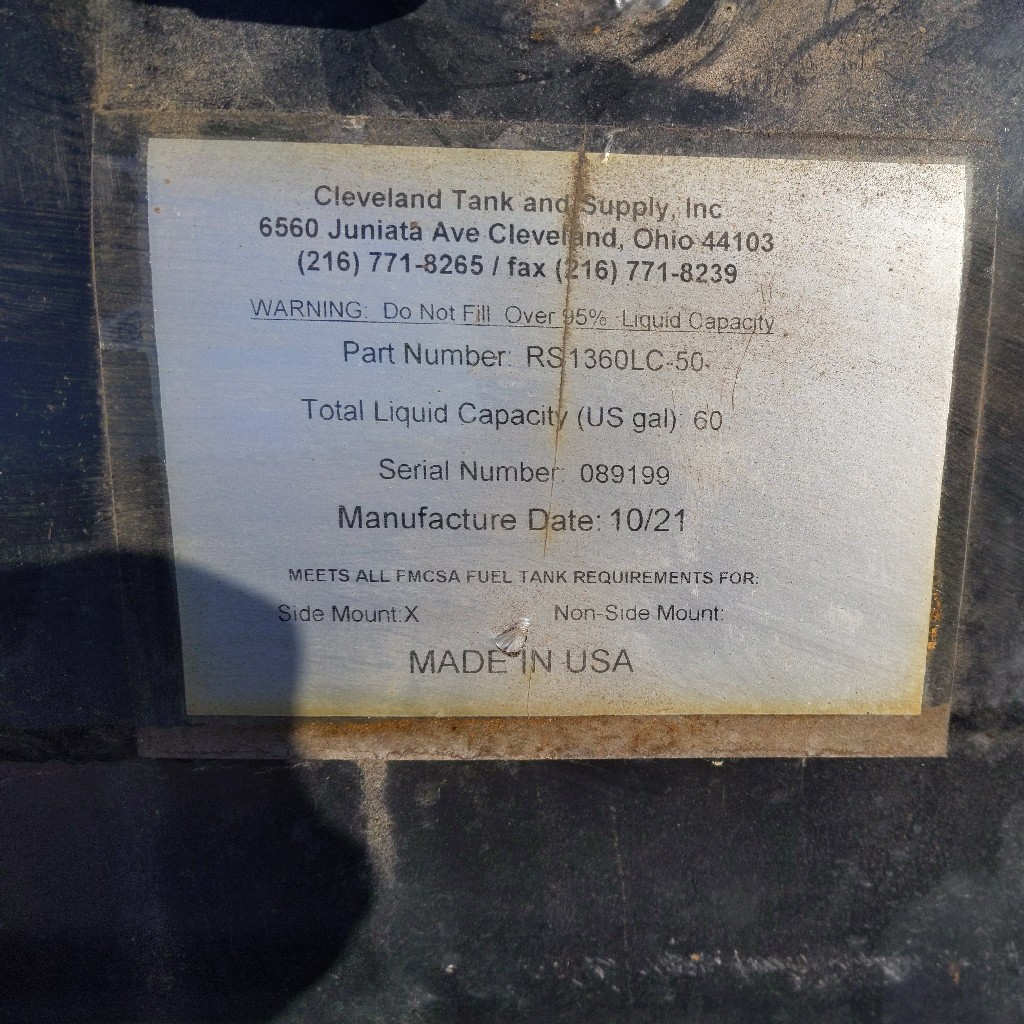 Cleveland Tank and Supply, Inc
6560 Juniata Ave Cleveland, Ohio 44103
(216) 771-8265 / fax (216) 771-8239
WARNING: Do Not Fill Over 95% Liquid Capacity
Part Number: RS1360LC-50
Total Liquid Capacity (US gal): 60
Serial Number: 089199
Manufacture Date: 10/21
MEETS ALL FMCSA FUEL TANK REQUIREMENTS FOR:
Side Mount:X Non-Side Mount:
MADE IN USA